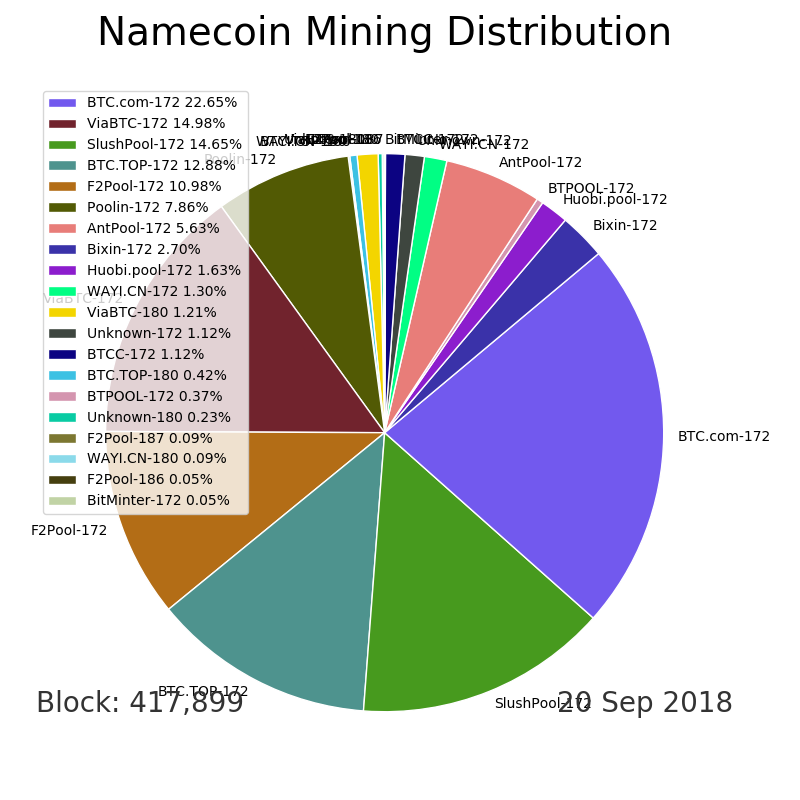 Namecoin Mining Distribution
BTC.com-172 22.65%
ViaBTC-172 14.98%
SlushPool-172 14.65%
BTC.TOP-172 12.88%
F2Pool-172 10.98%
Poolin-172 7.86%
AntPool-172 5.63%
Bixin-172 2.70%
Huobi.pool-172 1.63%
WAYI.CN-172 1.30%
ViaBTC-180 1.21%
Unknown-172 1.12%
BTCC-172 1.12%
BTC.TOP-180 0.42%
BTPOOL-172 0.37%
Unknown-180 0.23%
F2Pool-187 0.09%
WAYI.CN-180 0.09%
F2Pool-186 0.05%
BitMinter-172 0.05%
WAYI.CN-172
AntPool-172
BTPOOL-172
Huobi.pool-172
Bixin-172
Poolin-172
ViaBTC-172
BTC.com-172
F2Pool-172
BTC.TOP-172
SlushPool-172
Block: 417,899
20 Sep 2018